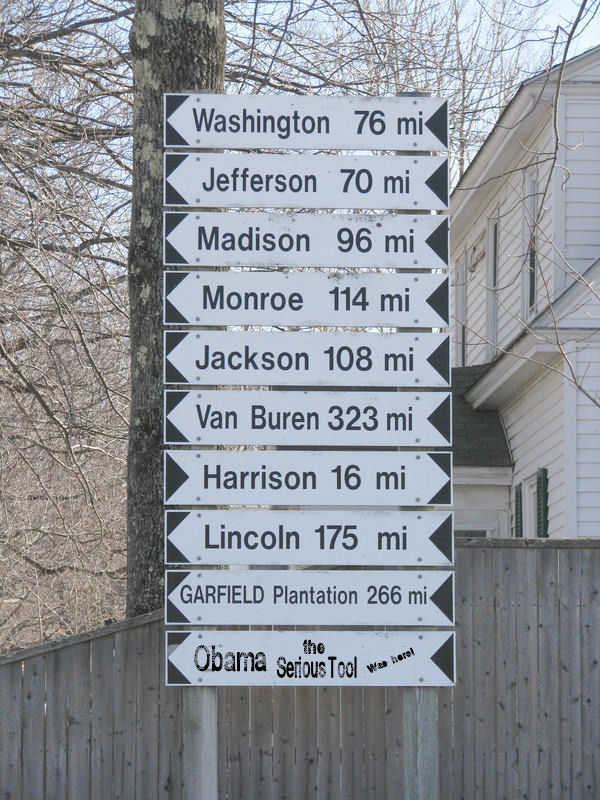 Washington 76 mi
Jefferson 70 mi
Madison 96 mi
Monroe 114 mi
Jackson 108 mi
Van Buren 323 mi
Harrison 16 mi
Lincoln 175 mi
GARFIELD Plantation 266 mi
Obama the Serious Tool Was here!